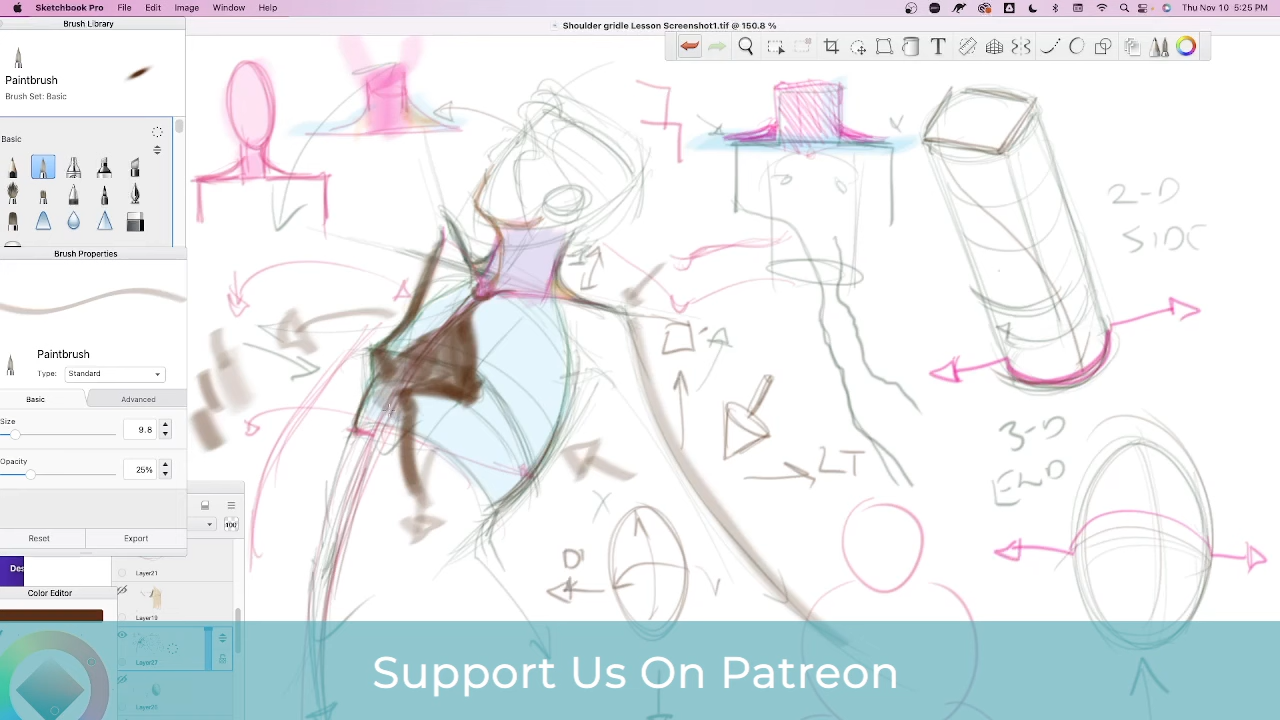 Sketchbook Pro
File
Edit
Image
Window
Help
Thu Nov 10 5:25 PM
Brush Library
Shoulder gridle Lesson Screenshot1.tif @ 150.8 %
Paintbrush
Brush Set: Basic
Basic
Brush Properties
Paintbrush
Type: Standard
Basic
Advanced
Size
9.8
Opacity
25%
Reset
Export
Layer21
Layer19
Des
Color Editor
Layer27
2-D
SIDE
3-D
END
LT
Support Us On Patreon